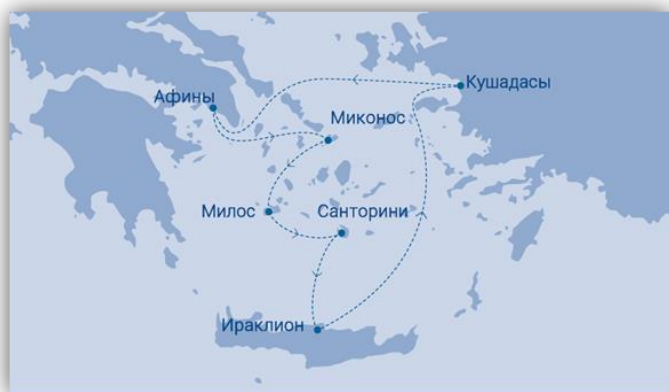 Афины
Кушадасы
Миконос
Милос
Санторини
Ираклион